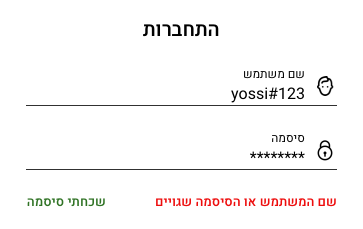 התחברות
שם משתמש
yossi#123
סיסמה
********
שם המשתמש או הסיסמה שגויים
שכחתי סיסמה